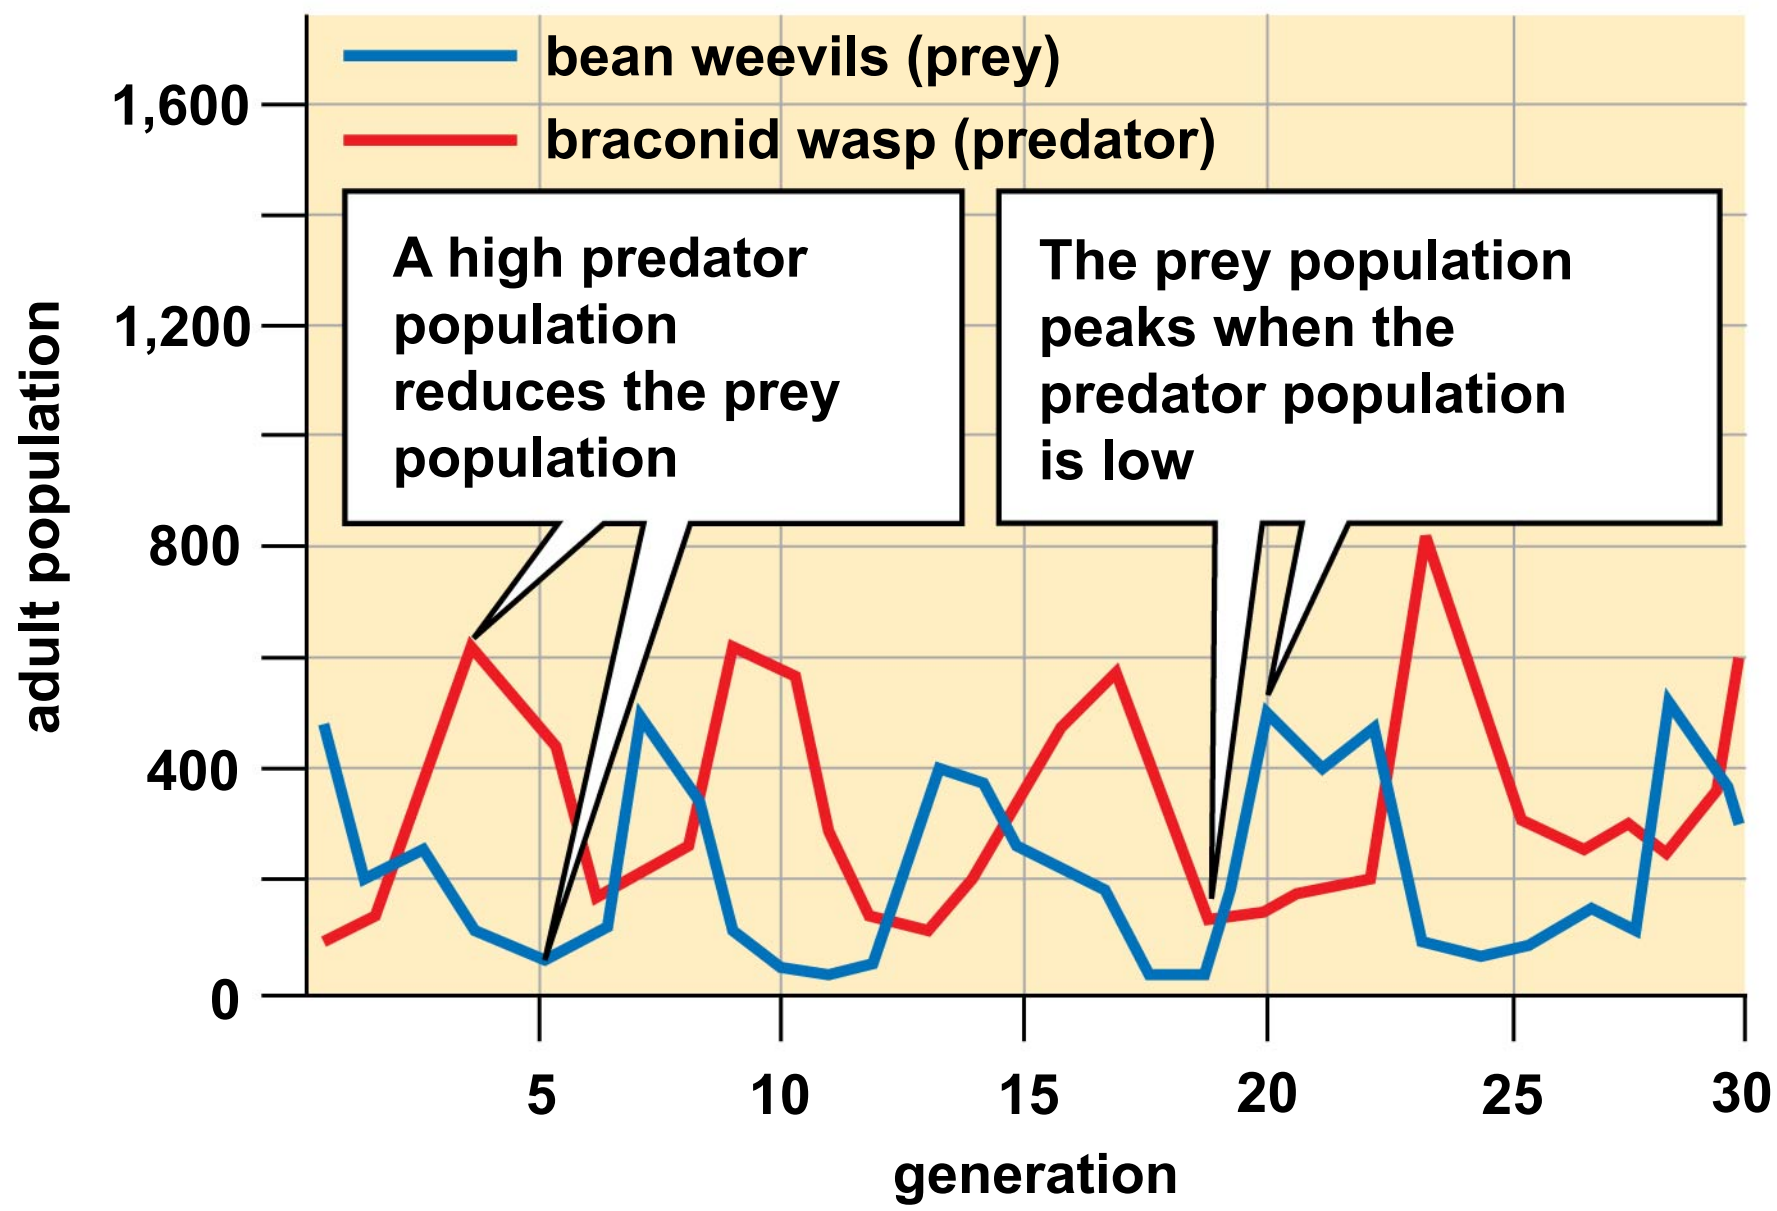 bean weevils (prey)
braconid wasp (predator)
A high predator
population
reduces the prey
population
The prey population
peaks when the
predator population
is low
adult population
1,600
1,200
800
400
0
5 10 15 20 25 30
generation